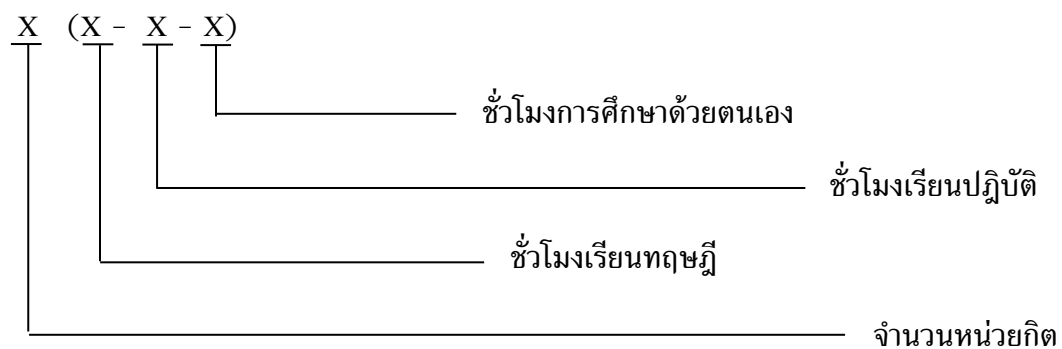 X (X - X - X)
ชั่วโมงการศึกษาด้วยตนเอง
ชั่วโมงเรียนปฎิบัติ
ชั่วโมงเรียนทฤษฎี
จำนวนหน่วยกิต